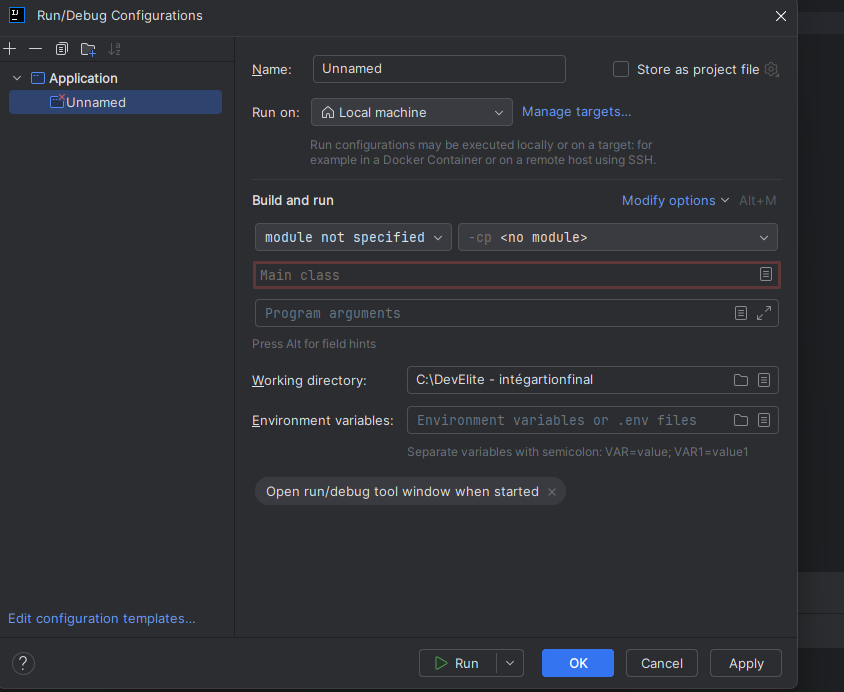 Run/Debug Configurations
Application
Unnamed
Name:
Unnamed
Store as project file
Run on:
Local machine
Manage targets...
Run configurations may be executed locally or on a target: for
example in a Docker Container or on a remote host using SSH.
Build and run
Modify options
Alt+M
module not specified
-cp <no module>
Main class
Program arguments
Press Alt for field hints
Working directory:
C:\DevElite - intégartionfinal
Environment variables:
Environment variables or .env files
Separate variables with semicolon: VAR=value; VAR1=value1
Open run/debug tool window when started
Edit configuration templates...
?
Run
OK
Cancel
Apply